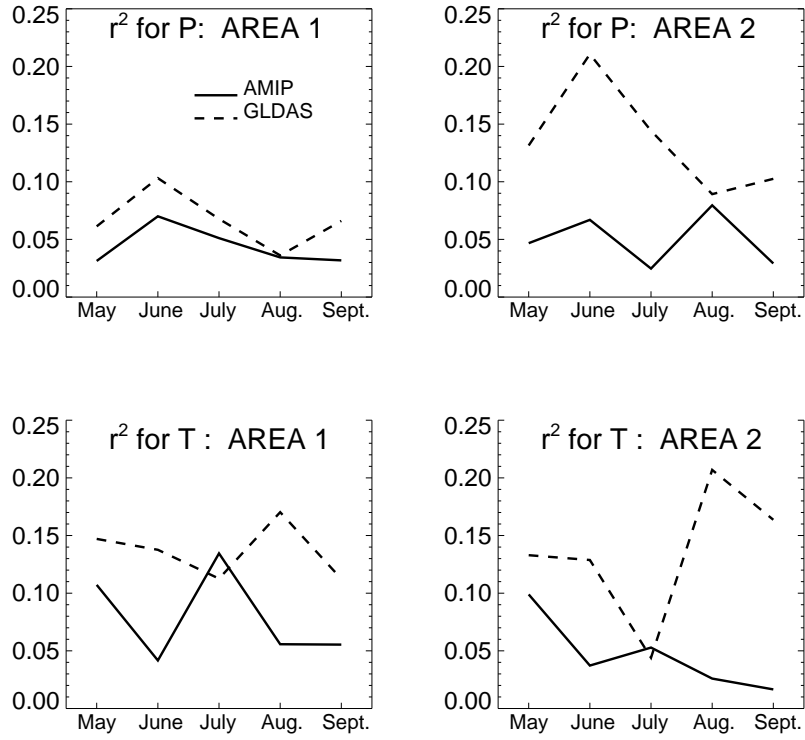 r² for P: AREA 1
0.25
0.20
0.15
0.10
0.05
0.00
AMIP
GLDAS
May June July Aug. Sept.
r² for P: AREA 2
0.25
0.20
0.15
0.10
0.05
0.00
May June July Aug. Sept.
r² for T : AREA 1
0.25
0.20
0.15
0.10
0.05
0.00
May June July Aug. Sept.
r² for T : AREA 2
0.25
0.20
0.15
0.10
0.05
0.00
May June July Aug. Sept.